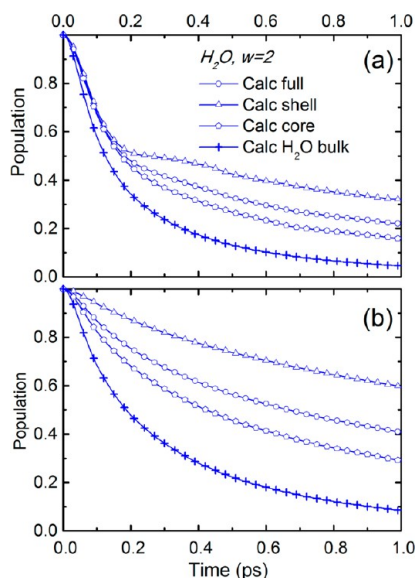 0.0 0.2 0.4 0.6 0.8 1.0
H₂O, w=2
(a)
Calc full
Calc shell
Calc core
Calc H₂O bulk
Population
0.8
0.6
0.4
0.2
0.0
(b)
Population
0.8
0.6
0.4
0.2
0.0
0.0 0.2 0.4 0.6 0.8 1.0
Time (ps)